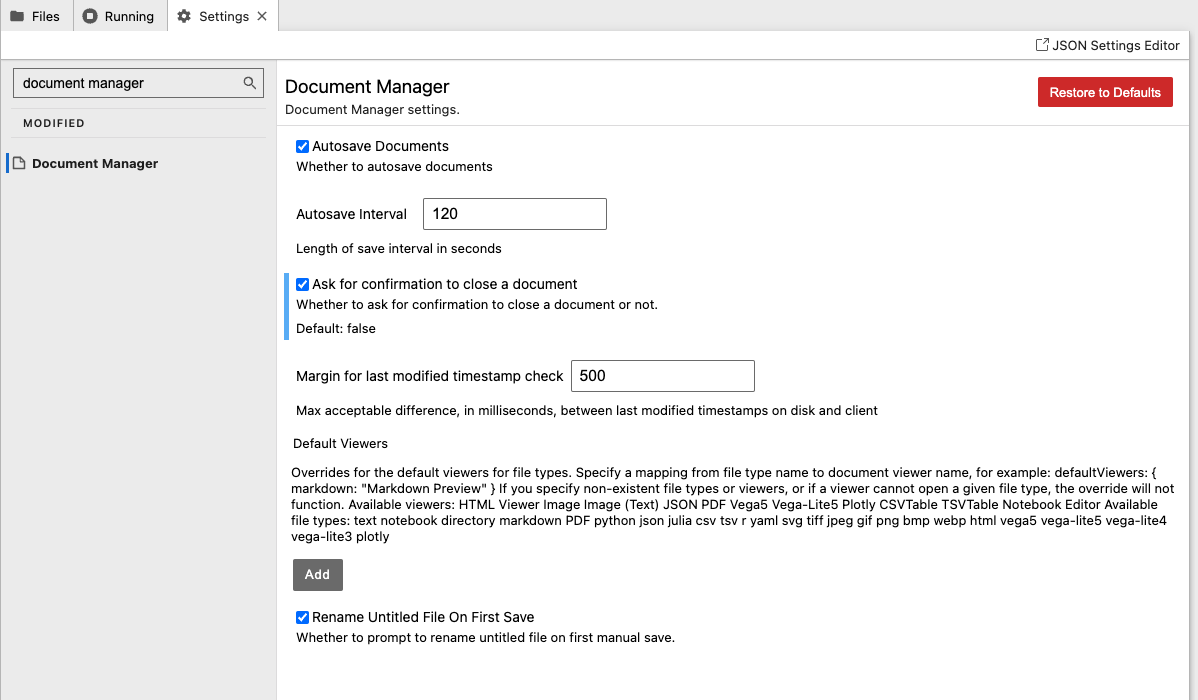 Files
Running
Settings
JSON Settings Editor
document manager
MODIFIED
Document Manager
Document Manager
Document Manager settings.
Restore to Defaults
Autosave Documents
Whether to autosave documents
Autosave Interval 120
Length of save interval in seconds
Ask for confirmation to close a document
Whether to ask for confirmation to close a document or not.
Default: false
Margin for last modified timestamp check 500
Max acceptable difference, in milliseconds, between last modified timestamps on disk and client
Default Viewers
Overrides for the default viewers for file types. Specify a mapping from file type name to document viewer name, for example: defaultViewers: {
markdown: "Markdown Preview" } If you specify non-existent file types or viewers, or if a viewer cannot open a given file type, the override will not
function. Available viewers: HTML Viewer Image Image (Text) JSON PDF Vega5 Vega-Lite5 Plotly CSVTable TSVTable Notebook Editor Available
file types: text notebook directory markdown PDF python json julia csv tsv r yaml svg tiff jpeg gif png bmp webp html vega5 vega-lite5 vega-lite4
vega-lite3 plotly
Add
Rename Untitled File On First Save
Whether to prompt to rename untitled file on first manual save.